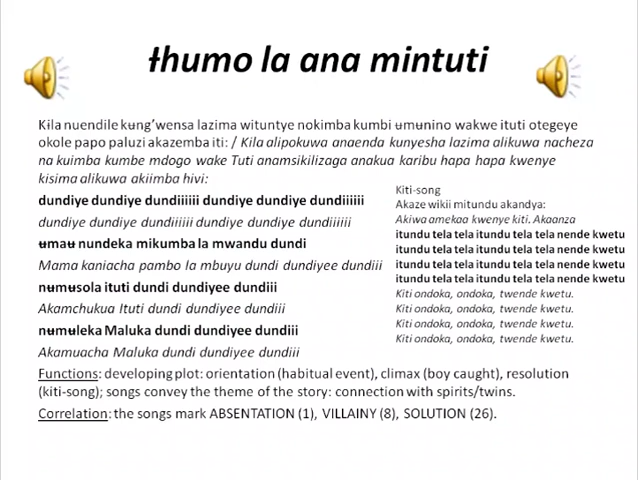 Ɨhumo la ana mintuti
Kɨla nuendile kʉng'wensa lazima wituntye nokimba kumbi ʉmʉnino wakwe ituti otegeye
okole papo paluzi akazemba iti: / Kila alipokuwa anaenda kunyesha lazima alikuwa nacheza
na kuimba kumbe mdogo wake Tuti anamsikilizaga anakua karibu hapa hapa kwenye
kisima alikuwa akiimba hivi:
dundiye dundiye dundiiiiii dundiye dundiye dundiiiiii
dundiye dundiye dundiiiiii dundiye dundiye dundiiiiii
ʉmaʉ nundeka mikumba la mwandu dundi
Mama kaniacha pambo la mbuyu dundi dundiyee dundiii
nʉmʉsola ituti dundi dundiyee dundiii
Akamchukua Ituti dundi dundiyee dundiii
nʉmʉleka Maluka dundi dundiyee dundiii
Akamuacha Maluka dundi dundiyee dundiii
Kiti-song
Akaze wikii mitundu akandya:
Akiwa amekaa kwenye kiti. Akaanza
itundu tela tela itundu tela tela nende kwetu
itundu tela tela itundu tela tela nende kwetu
itundu tela tela itundu tela tela nende kwetu
itundu tela tela itundu tela tela nende kwetu
Kiti ondoka, ondoka, twende kwetu.
Kiti ondoka, ondoka, twende kwetu.
Kiti ondoka, ondoka, twende kwetu.
Kiti ondoka, ondoka, twende kwetu.
Functions: developing plot: orientation (habitual event), climax (boy caught), resolution
(kiti-song); songs convey the theme of the story: connection with spirits/twins.
Correlation: the songs mark ABSENTATION (1), VILLAINY (8), SOLUTION (26).